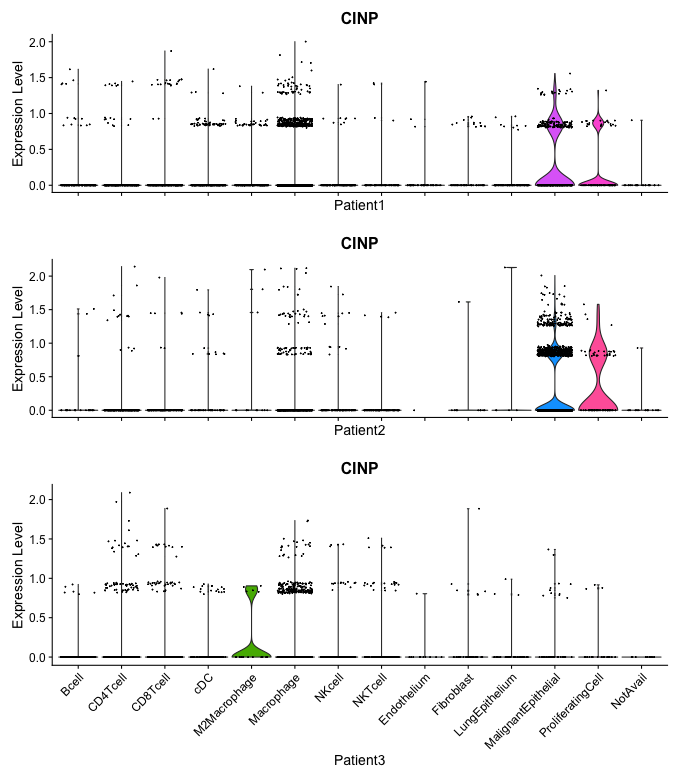 CINP
Expression Level
2.0
1.5
1.0
0.5
0.0
Patient1
CINP
Expression Level
2.0
1.5
1.0
0.5
0.0
Patient2
CINP
Expression Level
2.0
1.5
1.0
0.5
0.0
Bcell
CD4Tcell
CD8Tcell
cDC
M2Macrophage
Macrophage
NKcell
NKTcell
Endothelium
Fibroblast
LungEpithelium
MalignantEpithelial
ProliferatingCell
NotAvail
Patient3